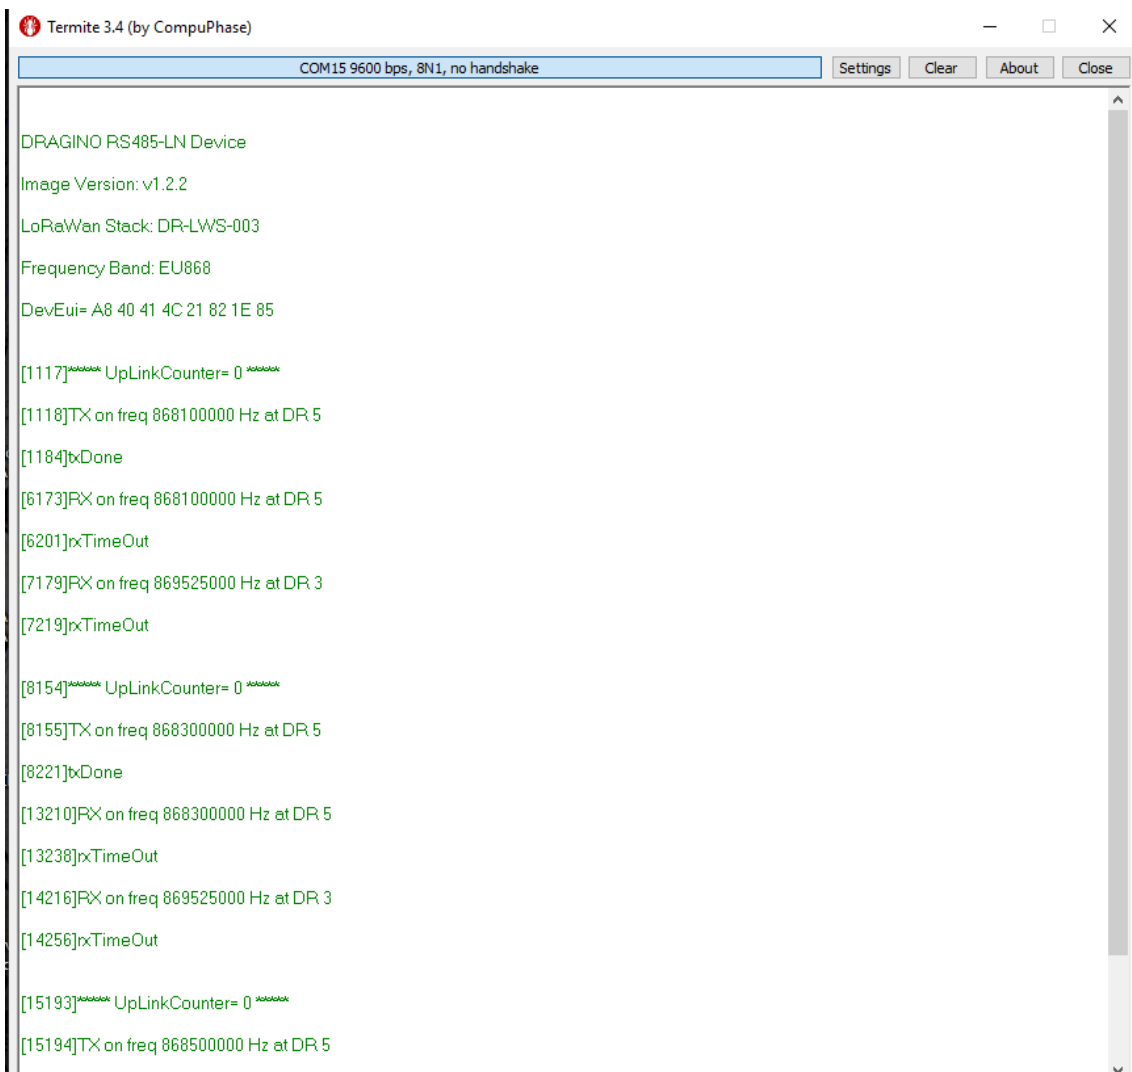 Termite 3.4 (by CompuPhase)
COM15 9600 bps, 8N1, no handshake
Settings
Clear
About
Close
DRAGINO RS485-LN Device
Image Version: v1.2.2
LoRaWan Stack: DR-LWS-003
Frequency Band: EU868
DevEui= A8 40 41 4C 21 82 1E 85
[1117]***** UpLinkCounter= 0 *****
[1118]TX on freq 868100000 Hz at DR 5
[1184]txDone
[6173]RX on freq 868100000 Hz at DR 5
[6201]rxTimeOut
[7179]RX on freq 869525000 Hz at DR 3
[7219]rxTimeOut
[8154]***** UpLinkCounter= 0 *****
[8155]TX on freq 868300000 Hz at DR 5
[8221]txDone
[13210]RX on freq 868300000 Hz at DR 5
[13238]rxTimeOut
[14216]RX on freq 869525000 Hz at DR 3
[14256]rxTimeOut
[15193]***** UpLinkCounter= 0 *****
[15194]TX on freq 868500000 Hz at DR 5